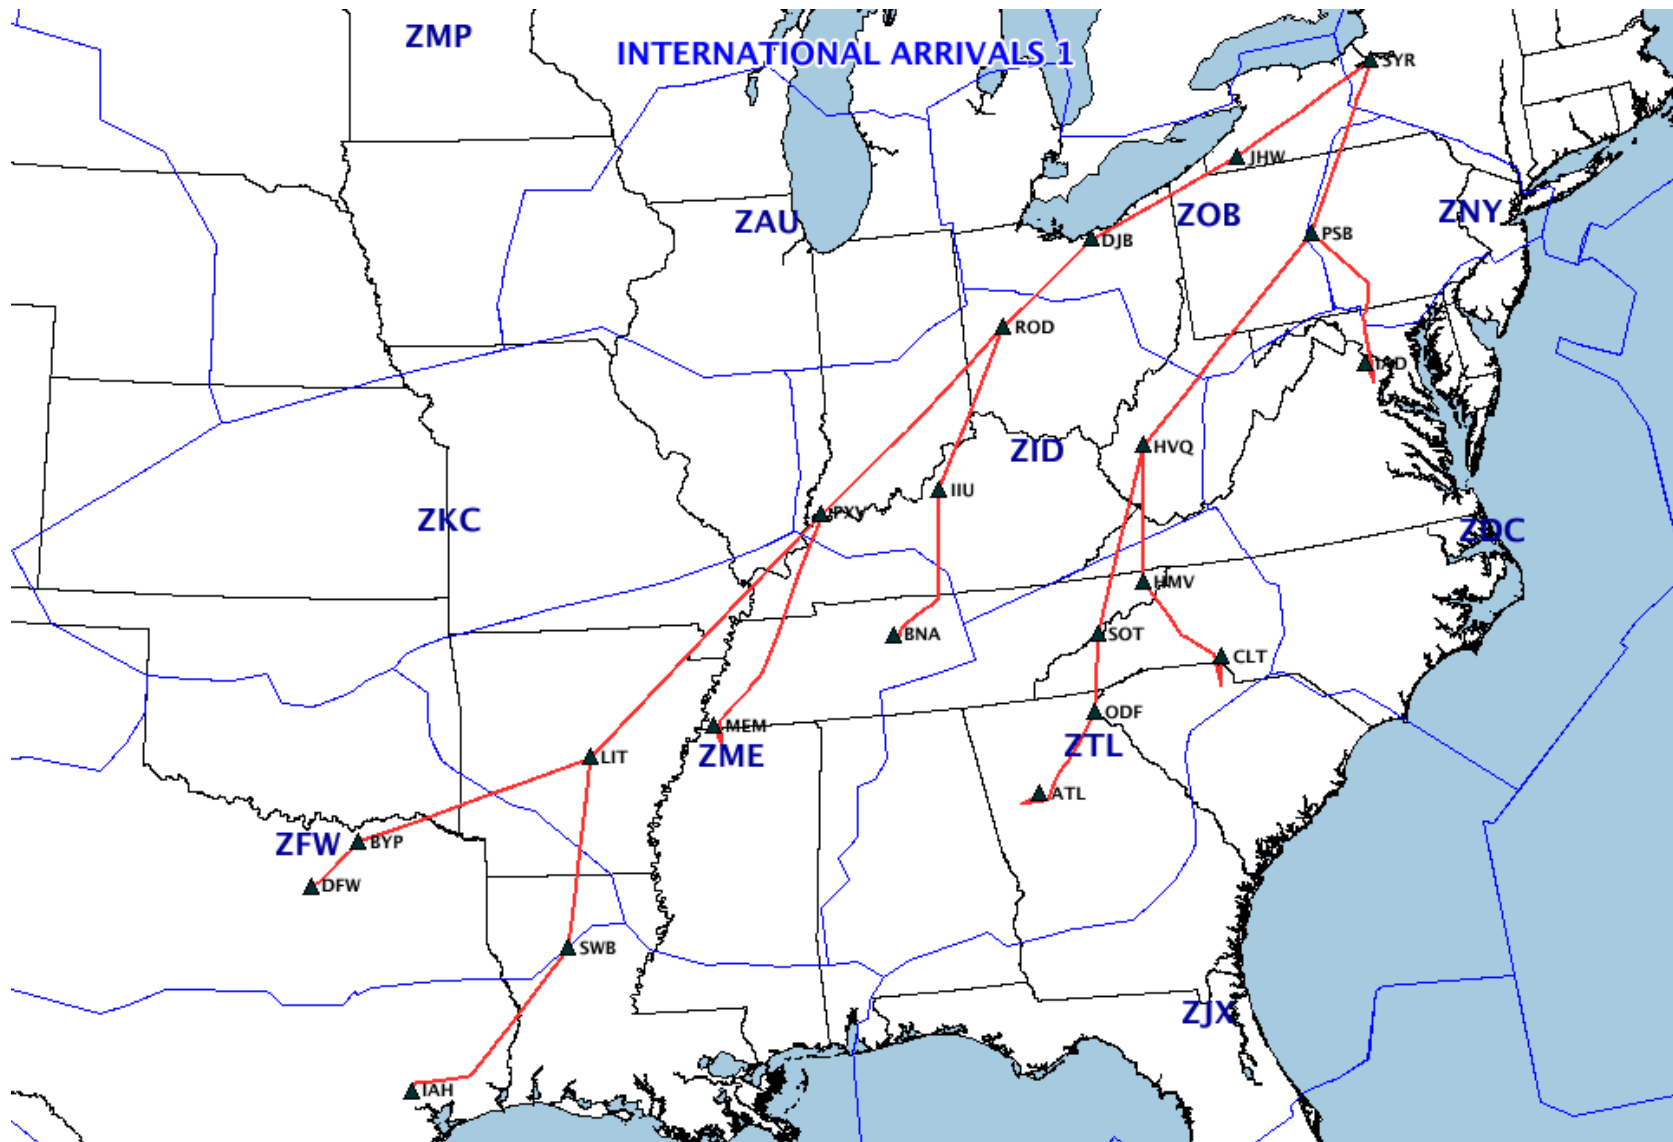 ZMP
INTERNATIONAL ARRIVALS 1
SYR
JHW
ZAU
ZOB
ZNY
DJB
PSB
ROD
IAD
ZID
HVQ
IIU
PXV
ZKC
ZDC
HMV
BNA
SOT
CLT
ODF
MEM
ZTL
ZME
LIT
ATL
ZFW
BYP
DFW
SWB
ZJX
IAH